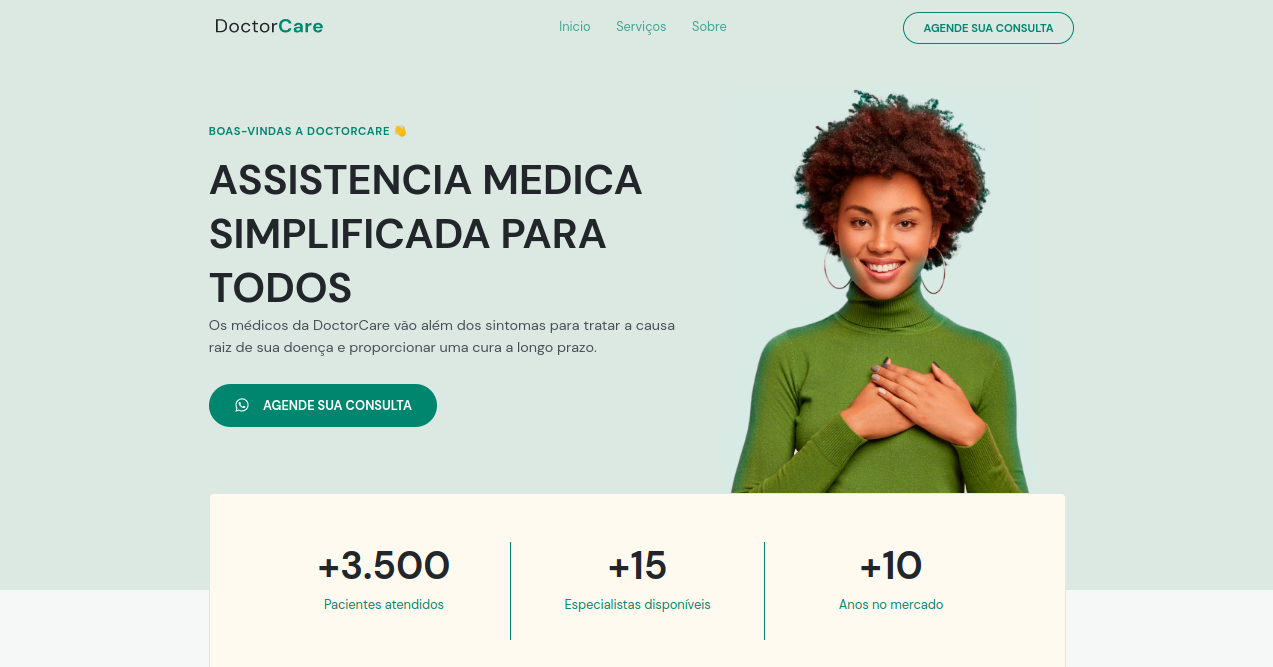 DoctorCare
Inicio Serviços Sobre
AGENDE SUA CONSULTA
BOAS-VINDAS A DOCTORCARE 👋
ASSISTENCIA MEDICA
SIMPLIFICADA PARA
TODOS
Os médicos da DoctorCare vão além dos sintomas para tratar a causa
raiz de sua doença e proporcionar uma cura a longo prazo.
AGENDE SUA CONSULTA
+3.500
Pacientes atendidos
+15
Especialistas disponíveis
+10
Anos no mercado